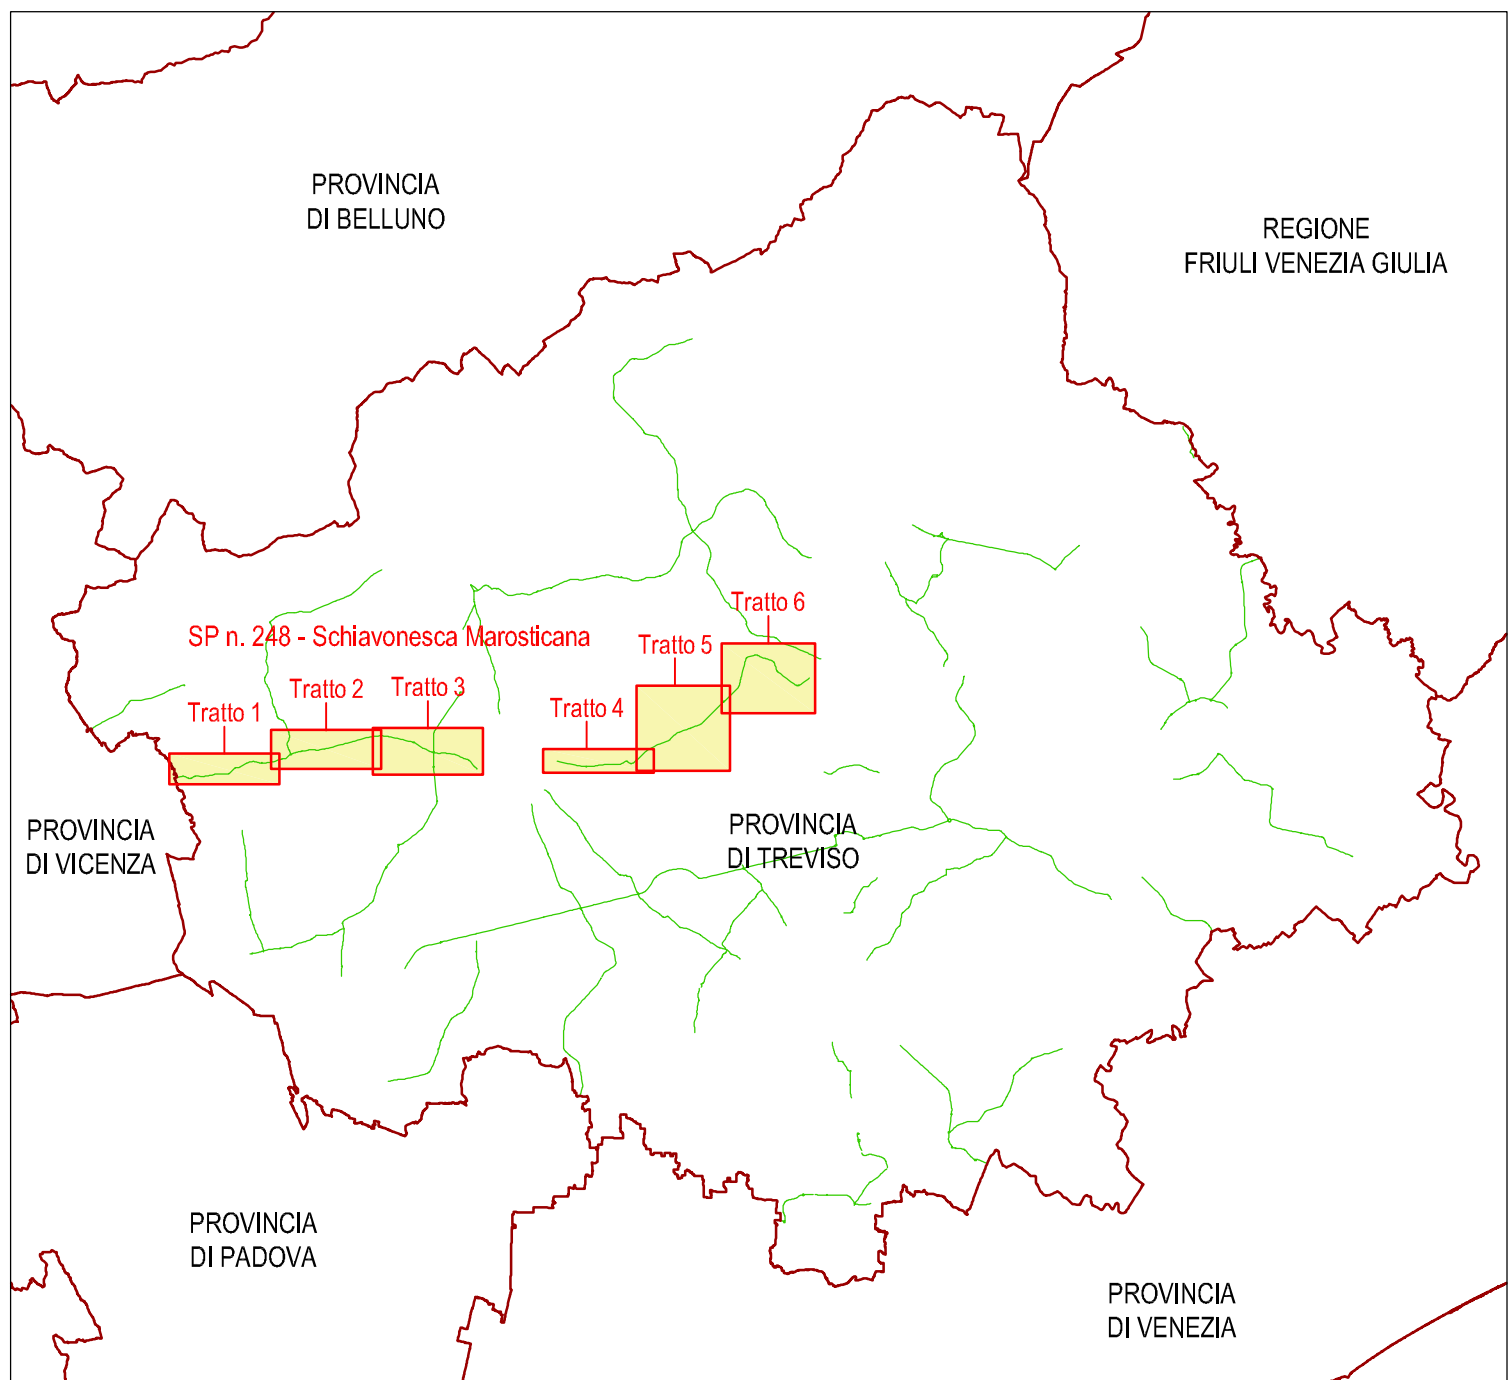 PROVINCIA
DI BELLUNO
REGIONE
FRIULI VENEZIA GIULIA
Tratto 6
SP n. 248 - Schiavonesca Marosticana
Tratto 5
Tratto 2
Tratto 3
Tratto 1
Tratto 4
PROVINCIA
DI VICENZA
PROVINCIA
DI TREVISO
PROVINCIA
DI PADOVA
PROVINCIA
DI VENEZIA